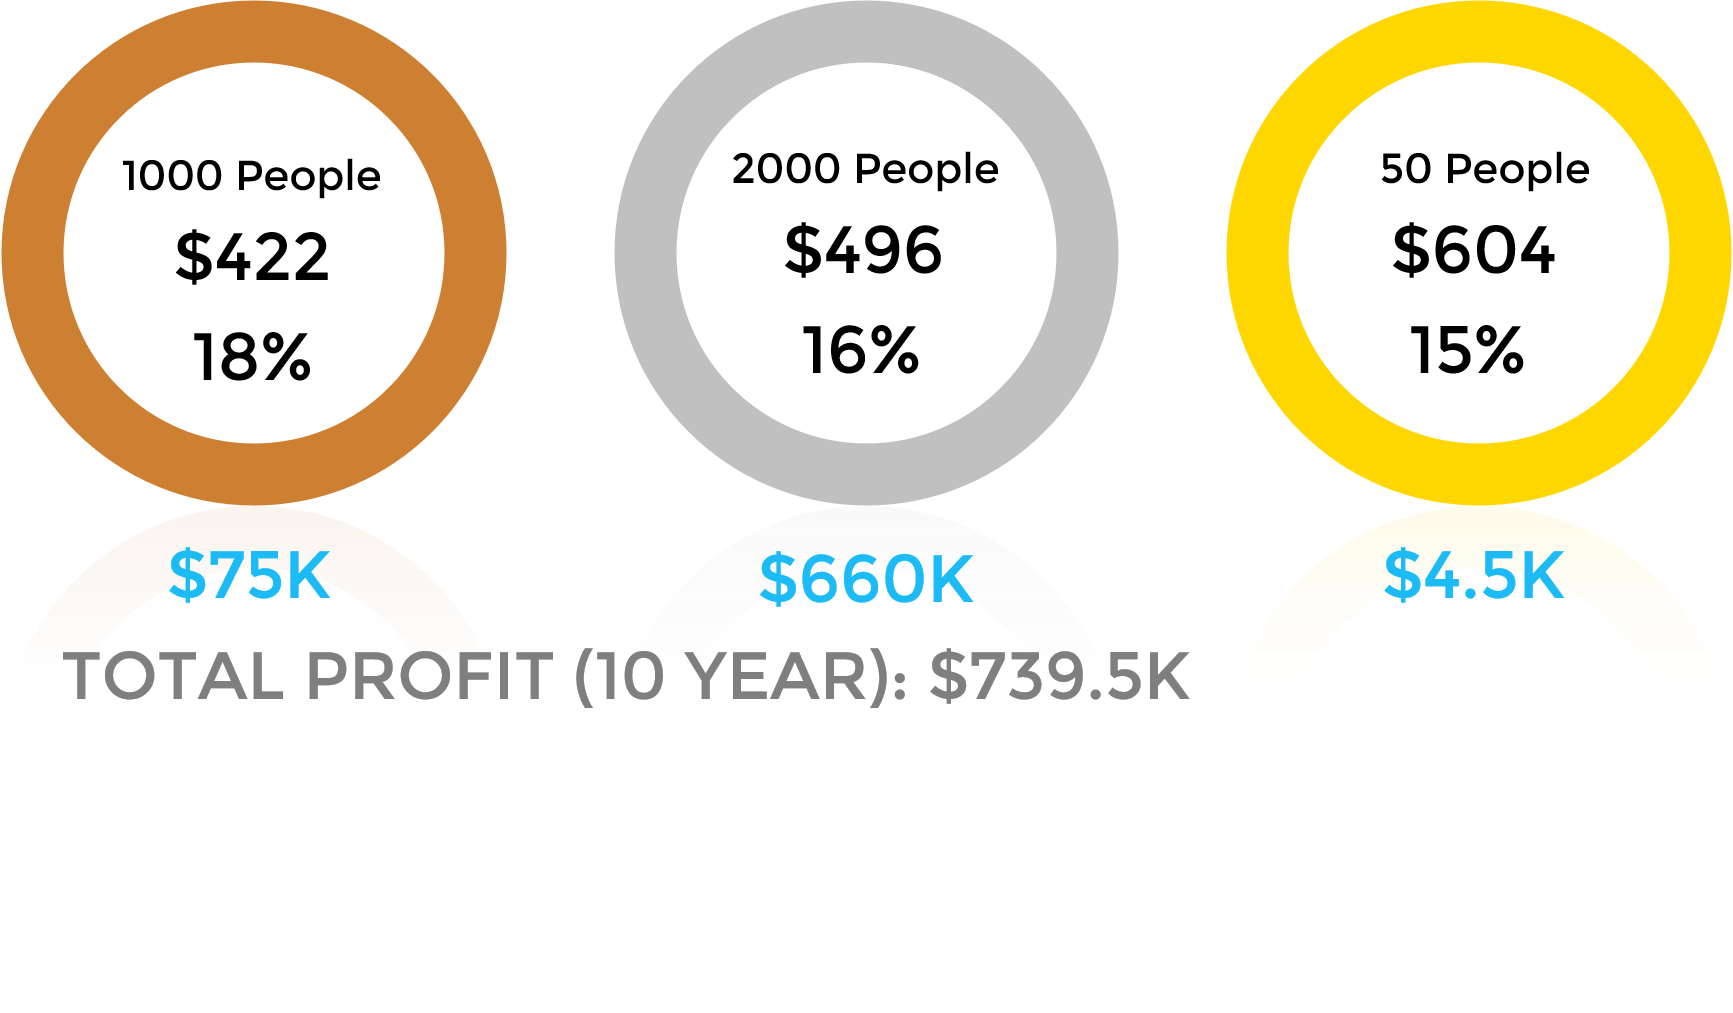 1000 People
$422
18%
2000 People
$496
16%
50 People
$604
15%
$75K
$660K
$4.5K
TOTAL PROFIT (10 YEAR): $739.5K